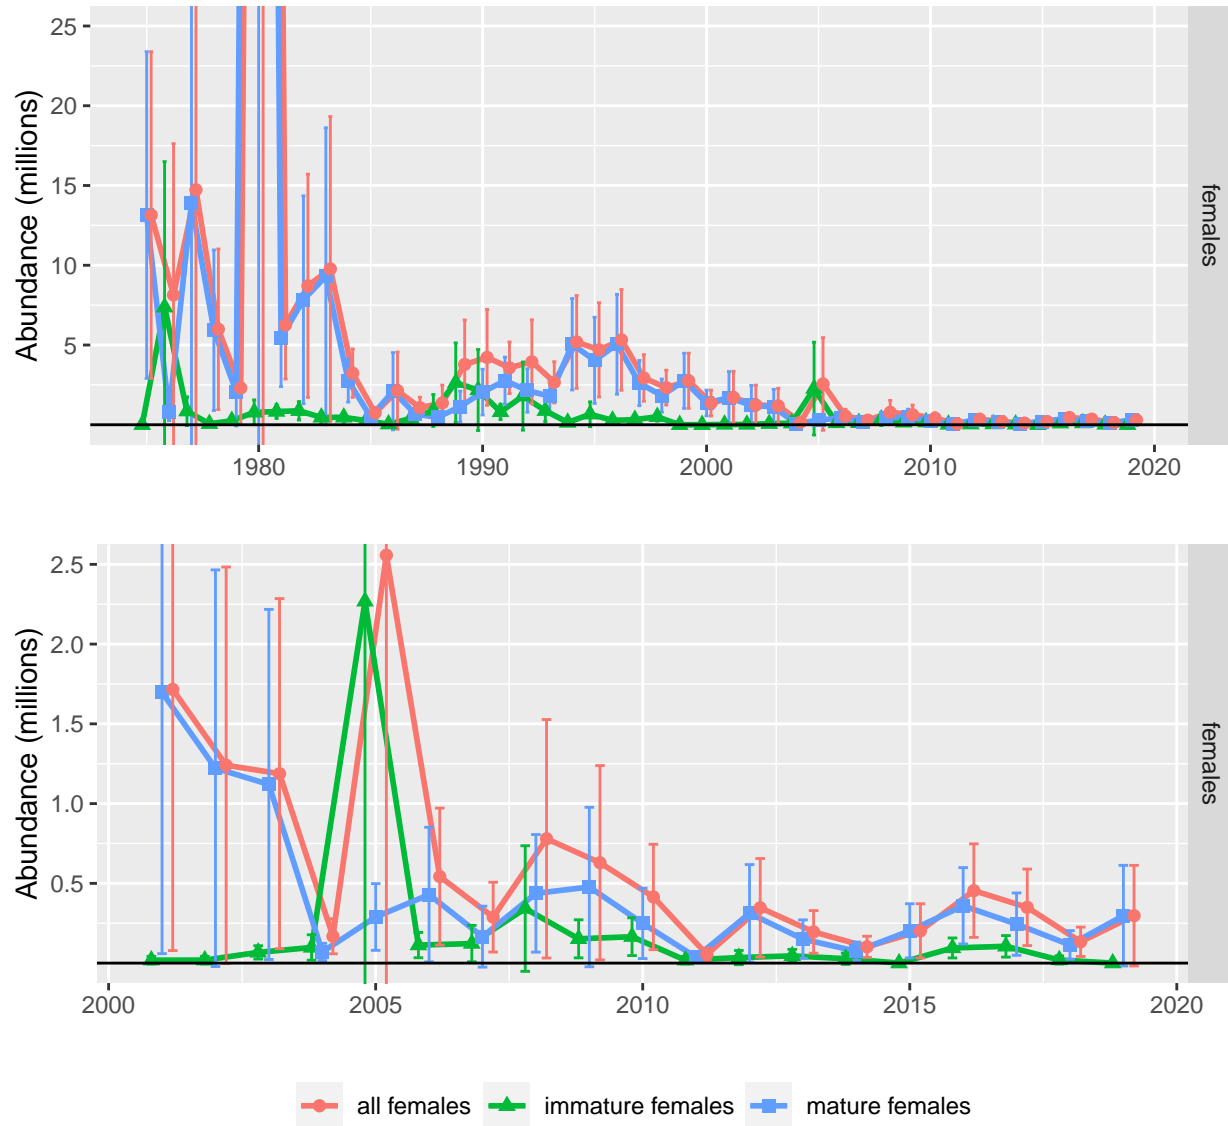 25
20
15
10
5
Abundance (millions)
females
1980
1990
2000
2010
2020
2.5
2.0
1.5
1.0
0.5
Abundance (millions)
females
2000
2005
2010
2015
2020
all females
immature females
mature females